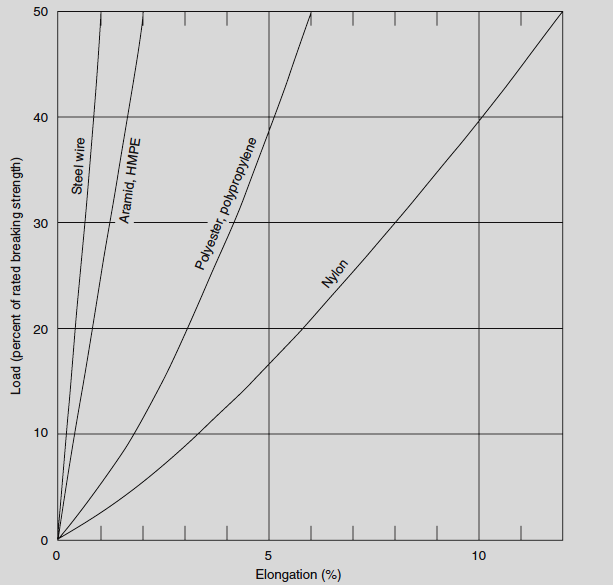 50
40
30
20
10
0
Load (percent of rated breaking strength)
Steel wire
Aramid, HMPE
Polyester, polypropylene
Nylon
0
5
10
Elongation (%)